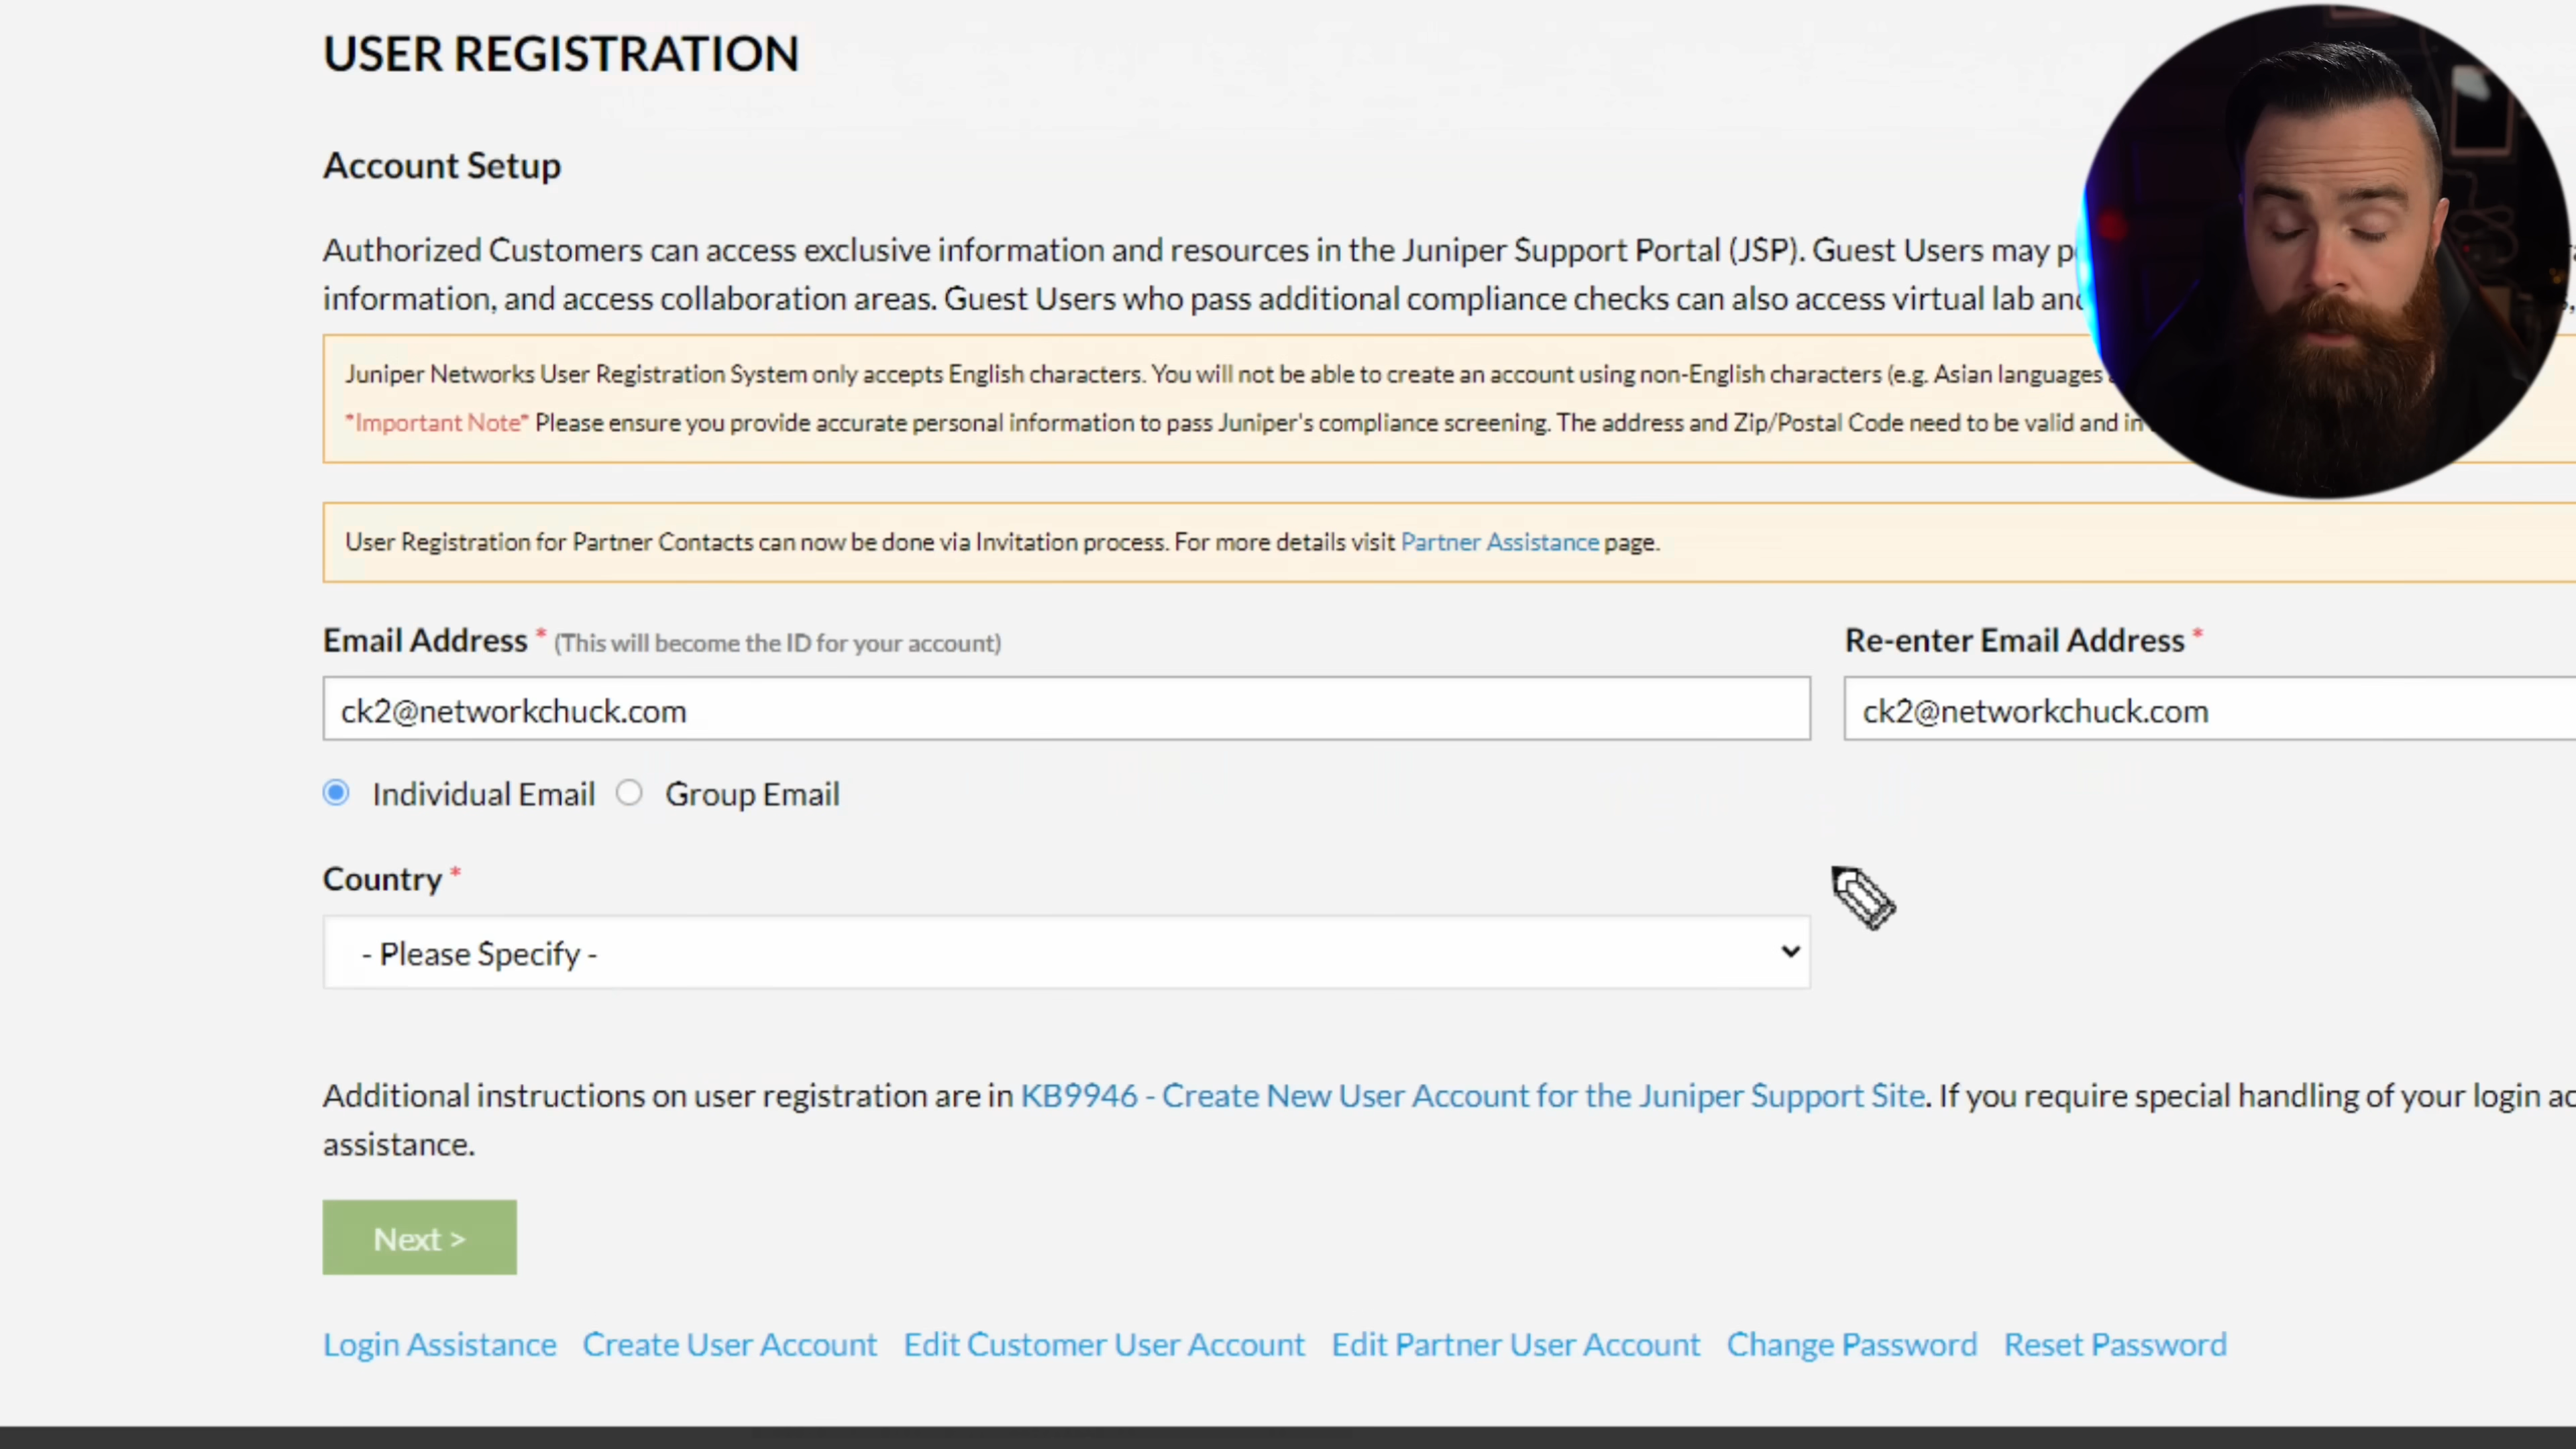 USER REGISTRATION
Account Setup
Authorized Customers can access exclusive information and resources in the Juniper Support Portal (JSP). Guest Users may
information, and access collaboration areas. Guest Users who pass additional compliance checks can also access virtual lab
Juniper Networks User Registration System only accepts English characters. You will not be able to create an account using non-English characters (e.g. Asian languages
*Important Note* Please ensure you provide accurate personal information to pass Juniper's compliance screening. The address and Zip/Postal Code need to be valid and in
User Registration for Partner Contacts can now be done via Invitation process. For more details visit Partner Assistance page.
Email Address * (This will become the ID for your account)
Re-enter Email Address *
ck2@networkchuck.com
ck2@networkchuck.com
Individual Email Group Email
Country *
- Please Specify -
Additional instructions on user registration are in KB9946 - Create New User Account for the Juniper Support Site. If you require special handling of your login
assistance.
Next >
Login Assistance Create User Account Edit Customer User Account Edit Partner User Account Change Password Reset Password